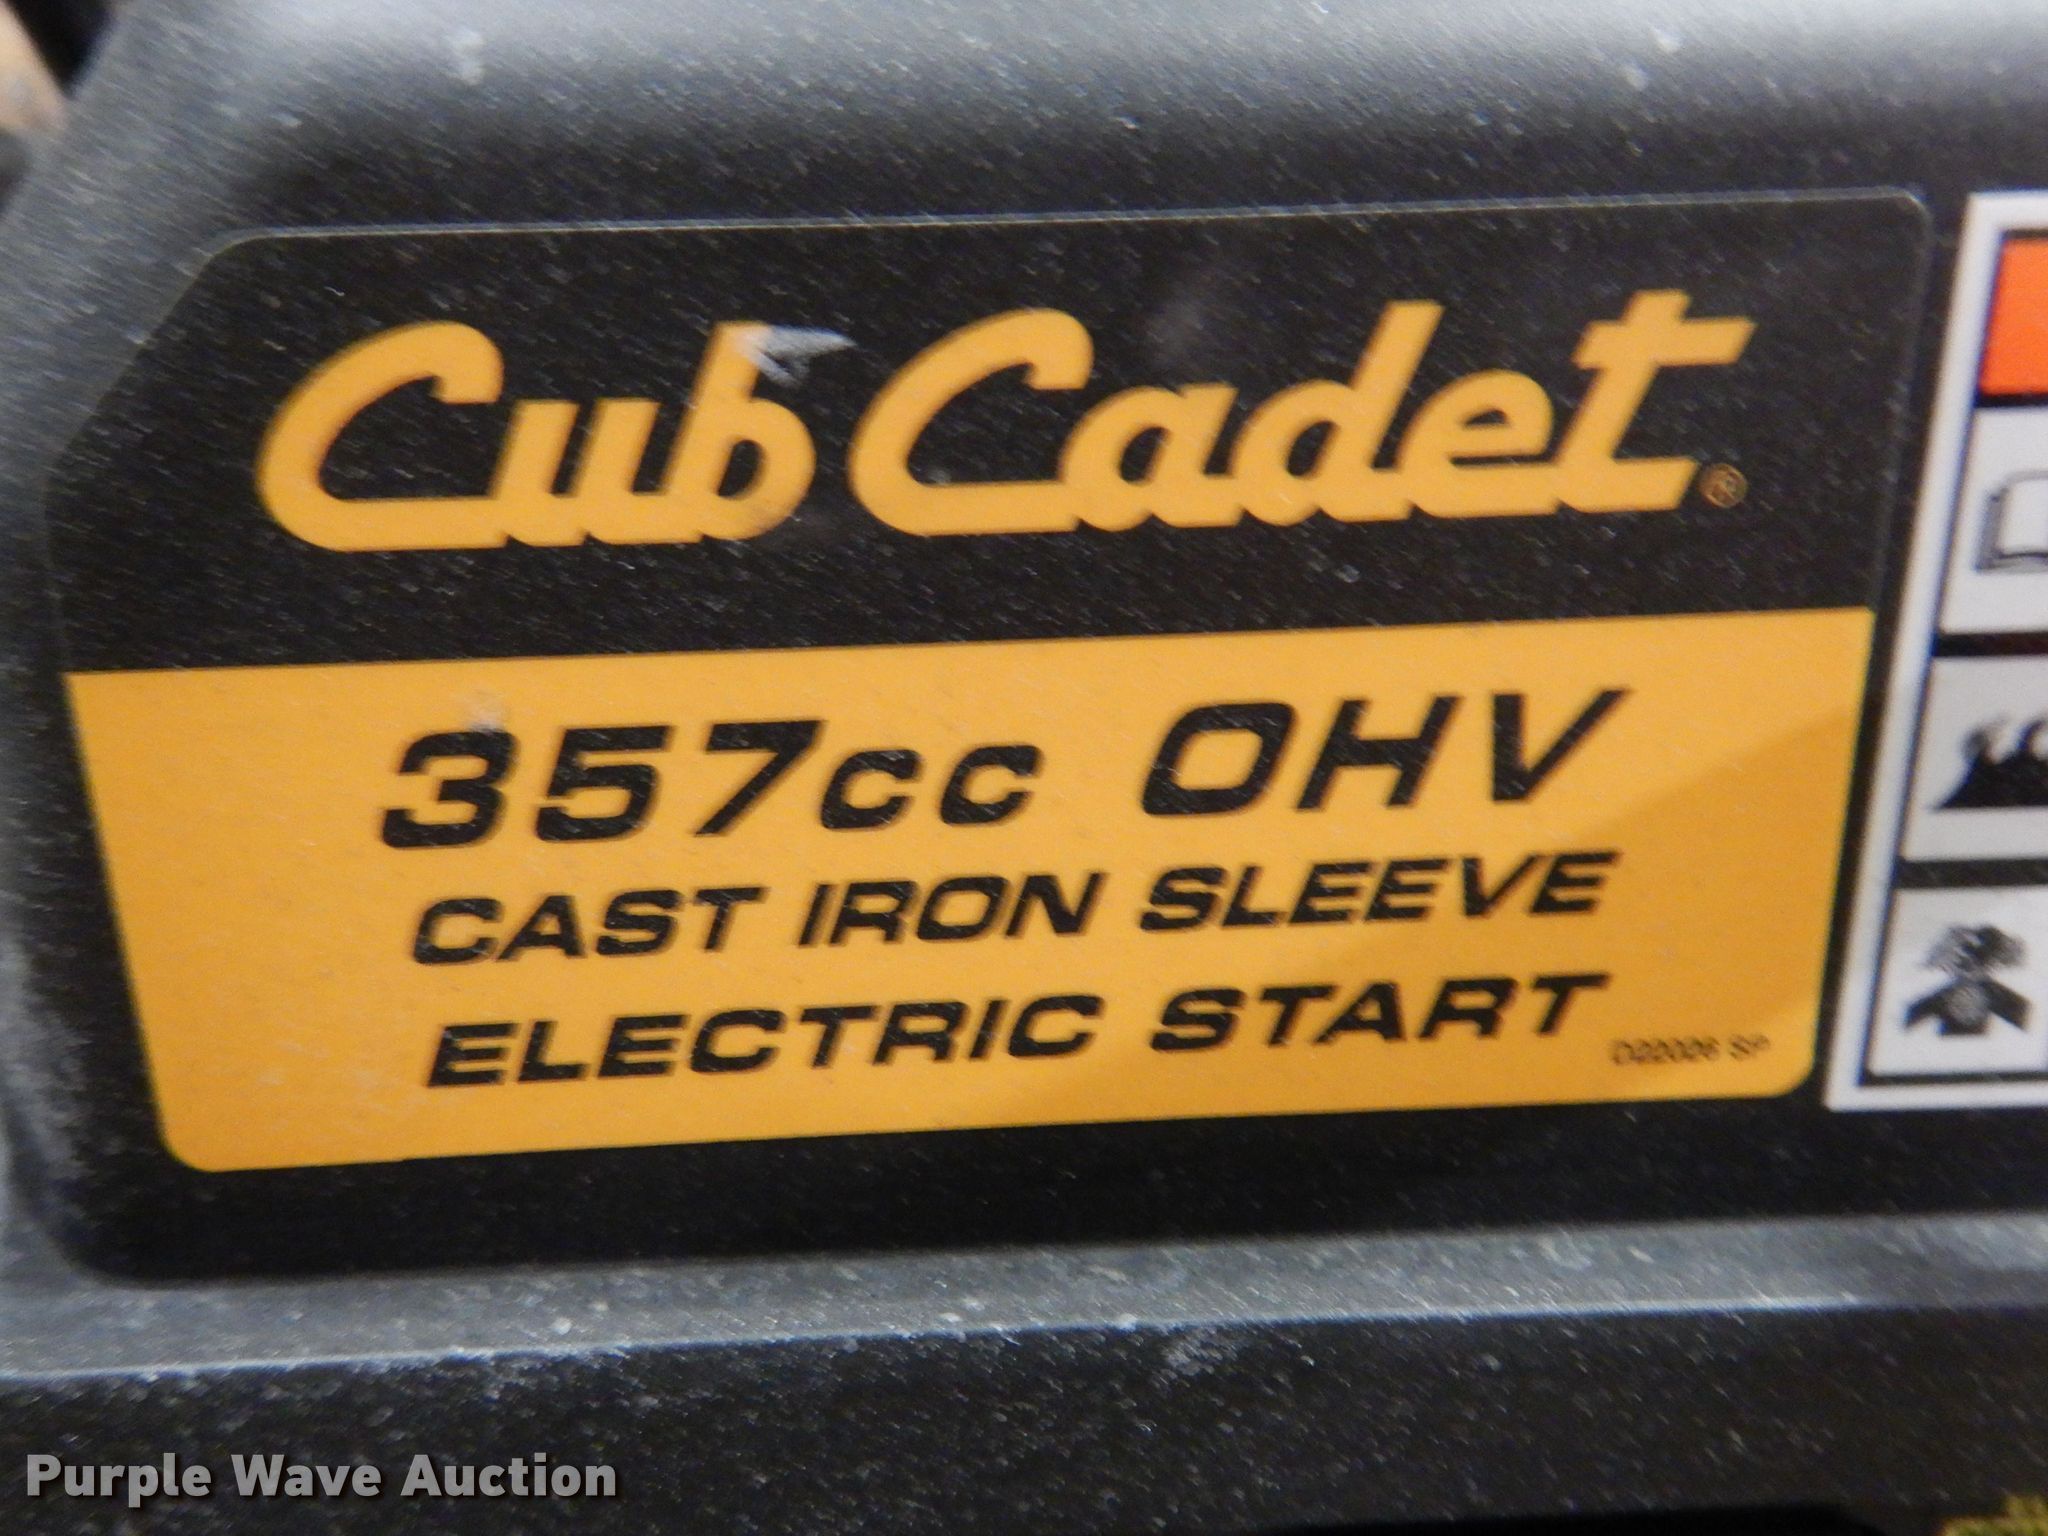 Cub Cadet®
357cc OHV
CAST IRON SLEEVE
ELECTRIC START
Purple Wave Auction